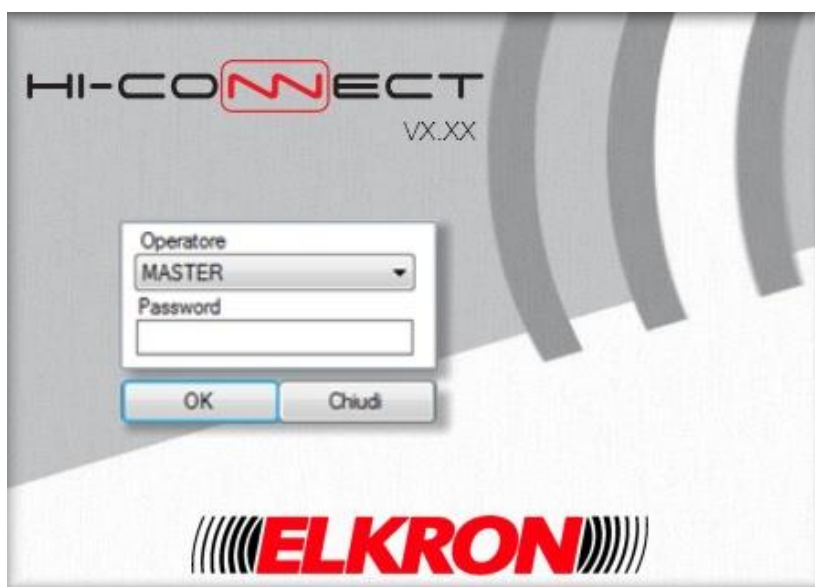 HI-CONNECT
VX.XX
Operatore
MASTER
Password
OK Chiudi
ELKRON